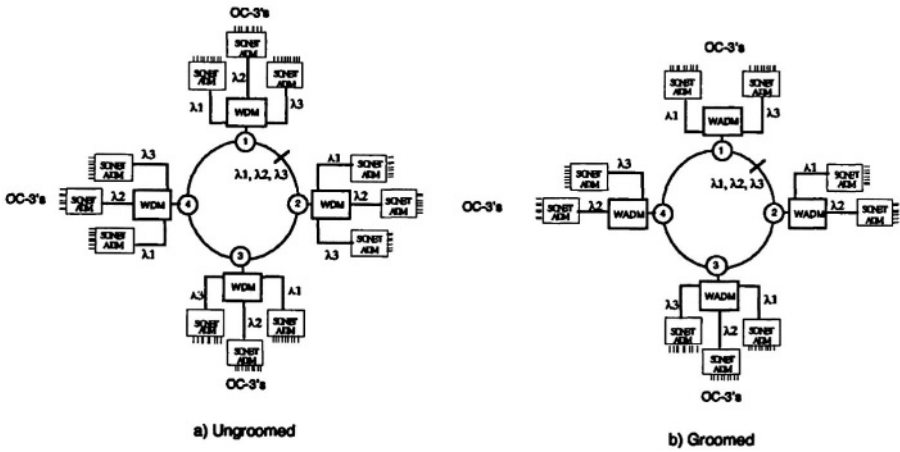 OC-3's
SONET
ADM
SONET
ADM
λ2
SONET
ADM
λ1
λ3
WDM
1
λ1, λ2, λ3
SONET
ADM
λ3
OC-3's
SONET
ADM
λ2
WDM
4
SONET
ADM
λ1
2
WDM
λ1
SONET
ADM
λ2
SONET
ADM
λ3
SONET
ADM
3
WDM
λ3
λ1
λ2
SONET
ADM
SONET
ADM
SONET
ADM
OC-3's
a) Ungroomed
OC-3's
SONET
ADM
SONET
ADM
λ1
λ3
WADM
1
λ1, λ2, λ3
SONET
ADM
λ3
OC-3's
SONET
ADM
λ2
WADM
4
2
WADM
λ1
SONET
ADM
λ2
SONET
ADM
3
WADM
λ3
λ1
λ2
SONET
ADM
SONET
ADM
SONET
ADM
OC-3's
b) Groomed